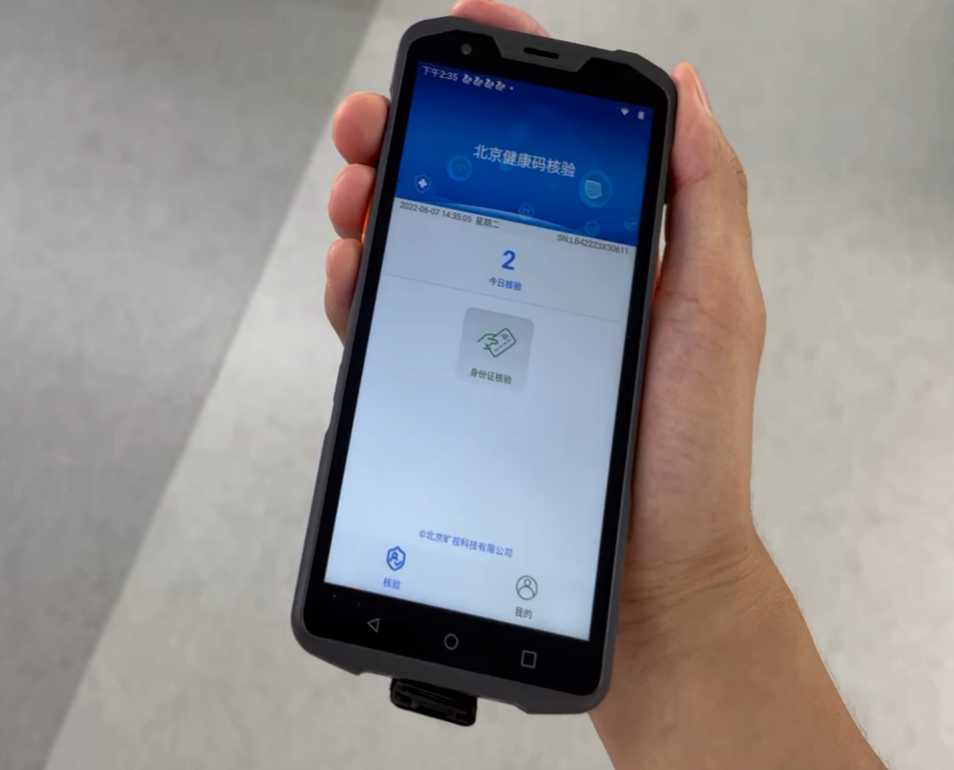 下午2:35
北京健康码核验
2022-06-07 14:35:05 星期二
SN:LB42223X30611
2
今日核验
身份证核验
©北京旷视科技有限公司
核验
我的